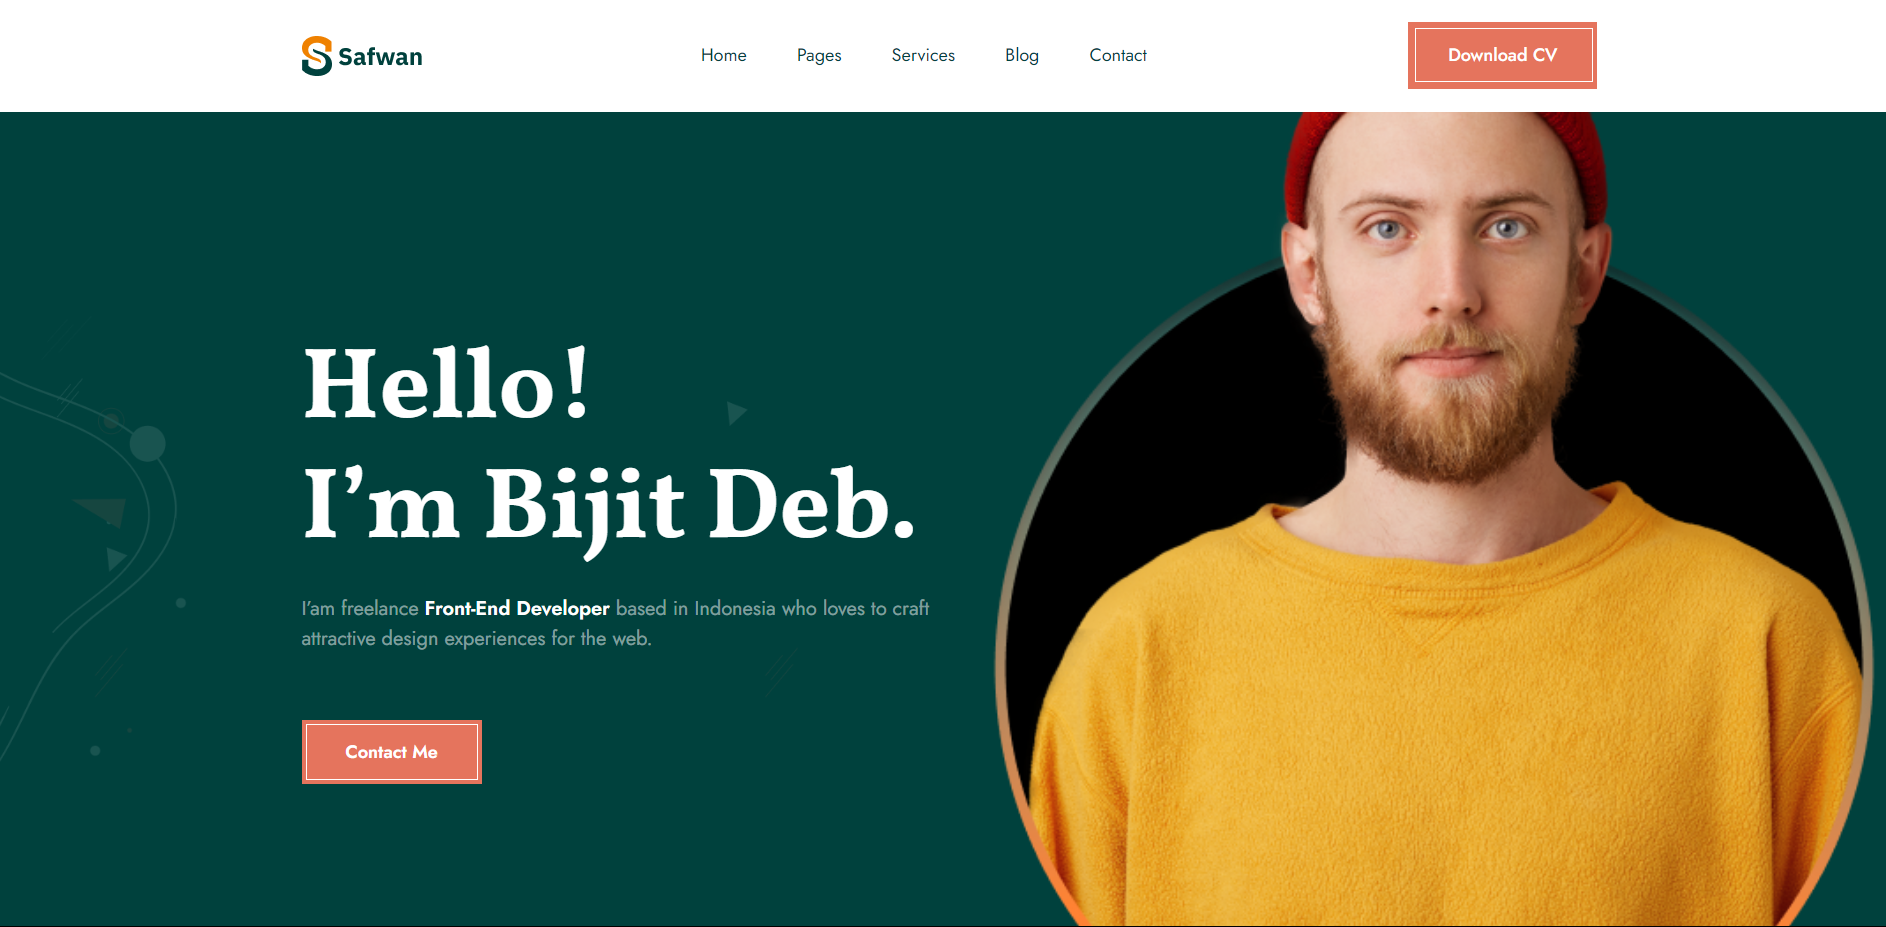 Safwan
Home
Pages
Services
Blog
Contact
Download CV
Hello!
I’m Bijit Deb.
I’am freelance Front-End Developer based in Indonesia who loves to craft
attractive design experiences for the web.
Contact Me